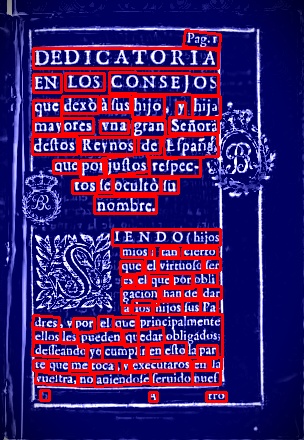 Pag. 1
DEDICATORIA
EN LOS CONSEJOS
que dexò à sus hijo, y hija
mayores vna gran Señora
destos Reynos de España,
que por justos respec-
tos se ocultò su
nombre.
SIENDO (hijos
mios) tan cierto
que el virtuoso ser
es el que por obli
gacion han de dar
à los hijos sus Pa
dres, y por el que principalmente
ellos les pueden quedar obligados;
desseando yo cumplir en esto la par
te que me toca, y executaros en la
vuestra, no auiendose seruido nues
A
tro